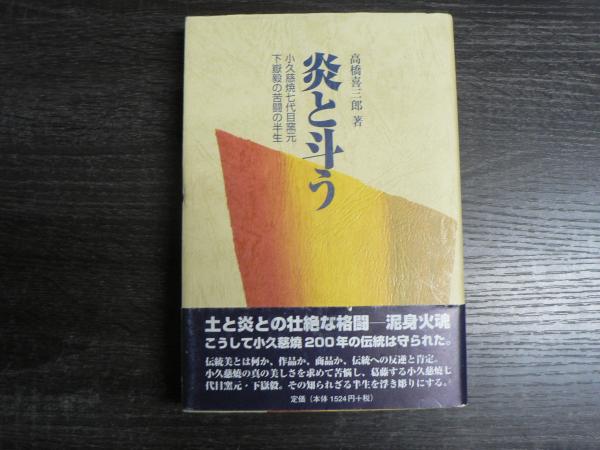 高橋喜三郎 著
炎と斗う
小久慈焼七代目窯元
下嶽毅の苦闘の半生
土と炎との壮絶な格闘─泥身火魂
こうして小久慈焼200年の伝統は守られた。
伝統美とは何か、作品か、商品か、伝統への反逆と肯定。
小久慈焼の真の美しさを求めて苦悩し、葛藤する小久慈焼七
代目窯元・下嶽毅。その知られざる半生を浮き彫りにする。
定価（本体1524円+税）